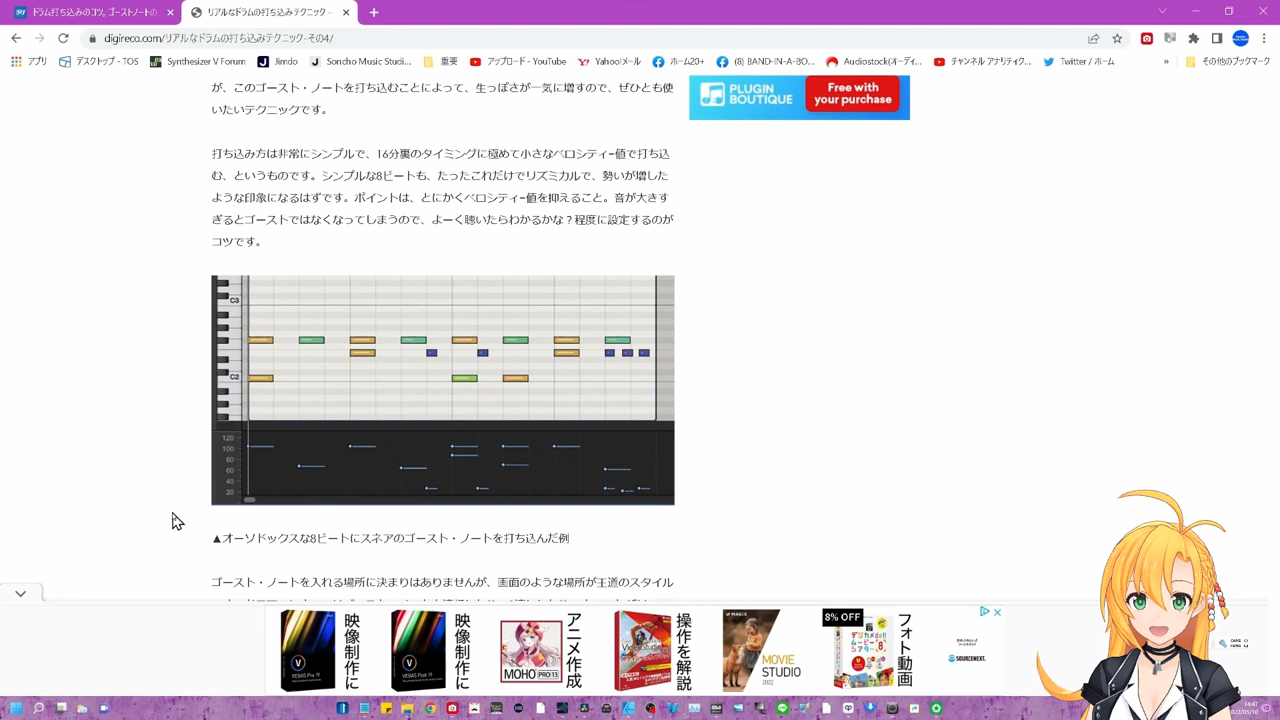 ドラム打ち込みのコツ。ゴーストノートの
リアルなドラムの打ち込みテクニック -
digireco.com/リアルなドラムの打ち込みテクニック-その4/
アプリ
デスクトップ - TOS
Synthesizer V Forum
Jimdo
Soncho Music Studi...
重要
アップロード - YouTube
Yahoo!メール
ホーム20+
(8) BAND-IN-A-BO...
Audiostock(オーディ...
チャンネル アナリティク...
Twitter / ホーム
»
その他のブックマーク
が、このゴースト・ノートを打ち込むことによって、生っぽさが一気に増すので、ぜひとも使
いたいテクニックです。
PLUGIN
BOUTIQUE
Free with
your purchase
打ち込み方は非常にシンプルで、16分裏のタイミングに極めて小さなベロシティー値で打ち込
む、というものです。シンプルな8ビートも、たったこれだけでリズミカルで、勢いが増した
ような印象になるはずです。ポイントは、とにかくベロシティー値を抑えること。音が大きす
ぎるとゴーストではなくなってしまうので、よーく聴いたらわかるかな？程度に設定するのが
コツです。
C3
C2
120
100
80
60
40
20
▲オーソドックスな8ビートにスネアのゴースト・ノートを打ち込んだ例
ゴースト・ノートを入れる場所に決まりはありませんが、画面のような場所が王道のスタイル
VEGAS Pro 19
映像制作に
VEGAS Post 19
映像制作に
MOHO PRO 13
アニメ作成
操作を解説
MAGIX
MOVIE
STUDIO
2022
8% OFF
フォト動画
SOURCENEXT.
14:47
2022/05/10